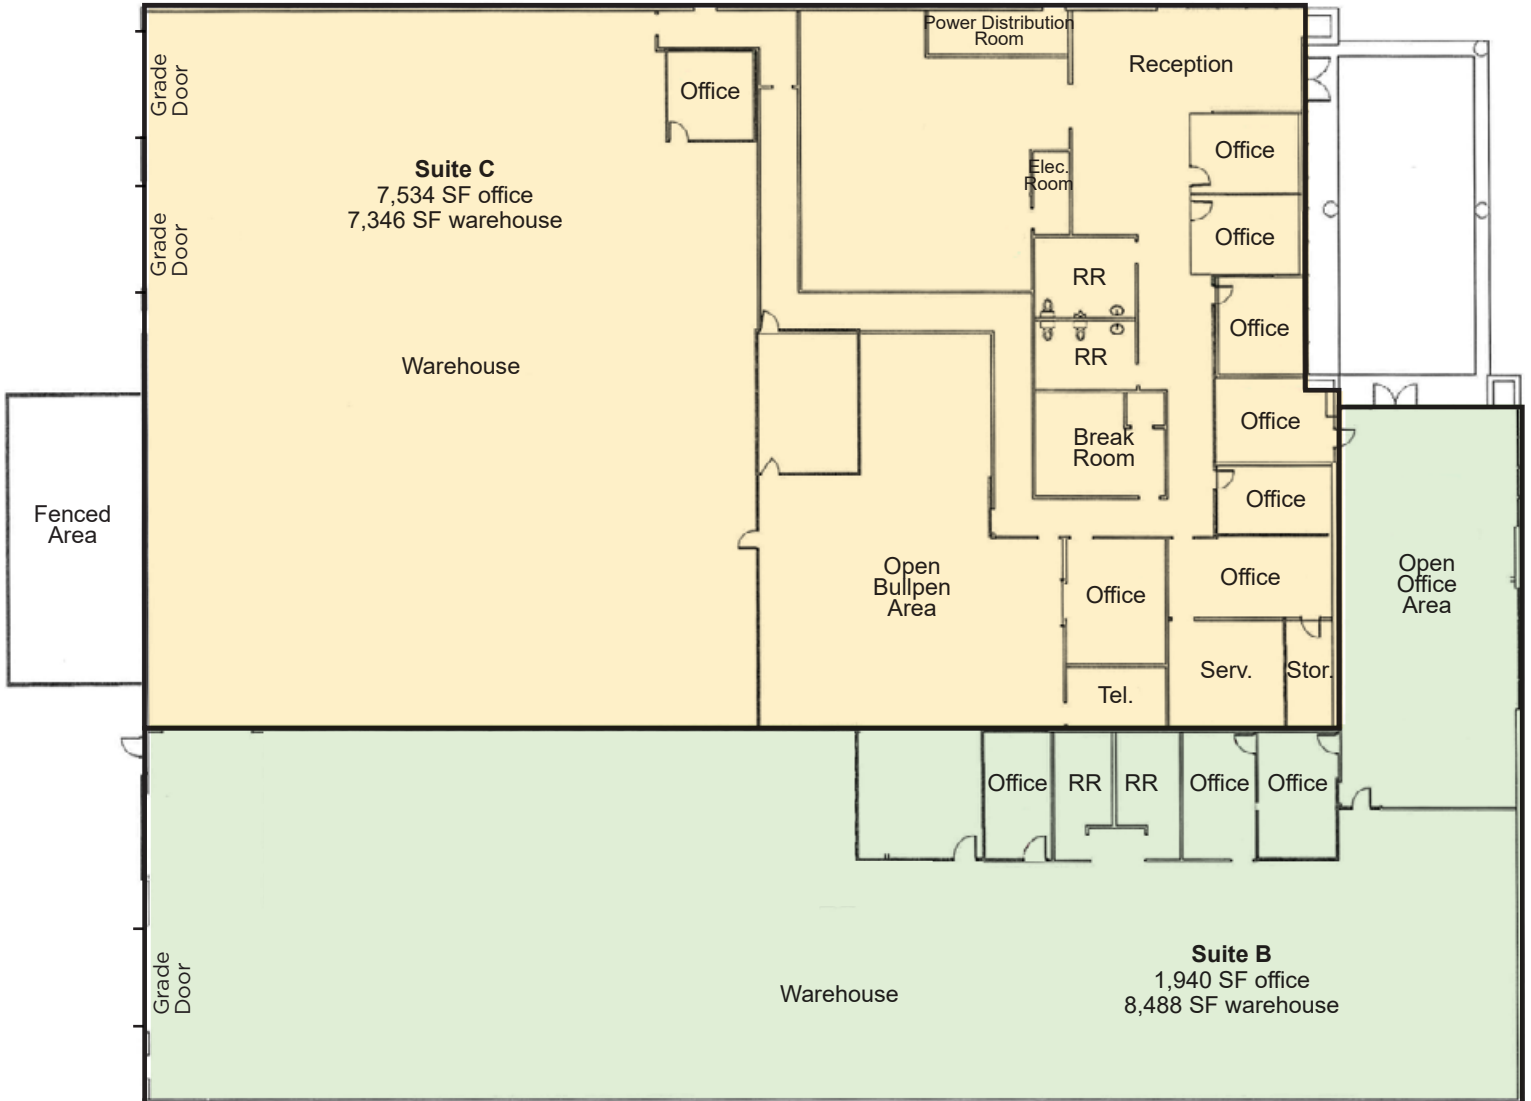 Power Distribution
Room
Reception
Grade
Door
Office
Office
Suite C
7,534 SF office
7,346 SF warehouse
Elec.
Room
Grade
Door
Office
RR
Office
RR
Warehouse
Office
Break
Room
Office
Fenced
Area
Open
Bullpen
Area
Office
Office
Open
Office
Area
Serv.
Stor.
Tel.
Office
RR
RR
Office
Office
Grade
Door
Warehouse
Suite B
1,940 SF office
8,488 SF warehouse